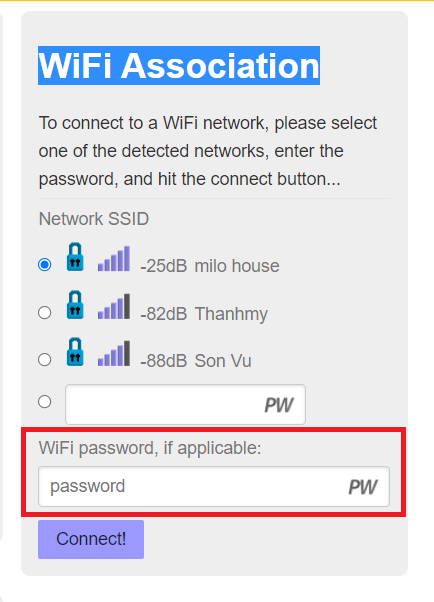 WiFi Association
To connect to a WiFi network, please select
one of the detected networks, enter the
password, and hit the connect button...
Network SSID
-25dB milo house
-82dB Thanhmy
-88dB Son Vu
PW
WiFi password, if applicable:
password PW
Connect!